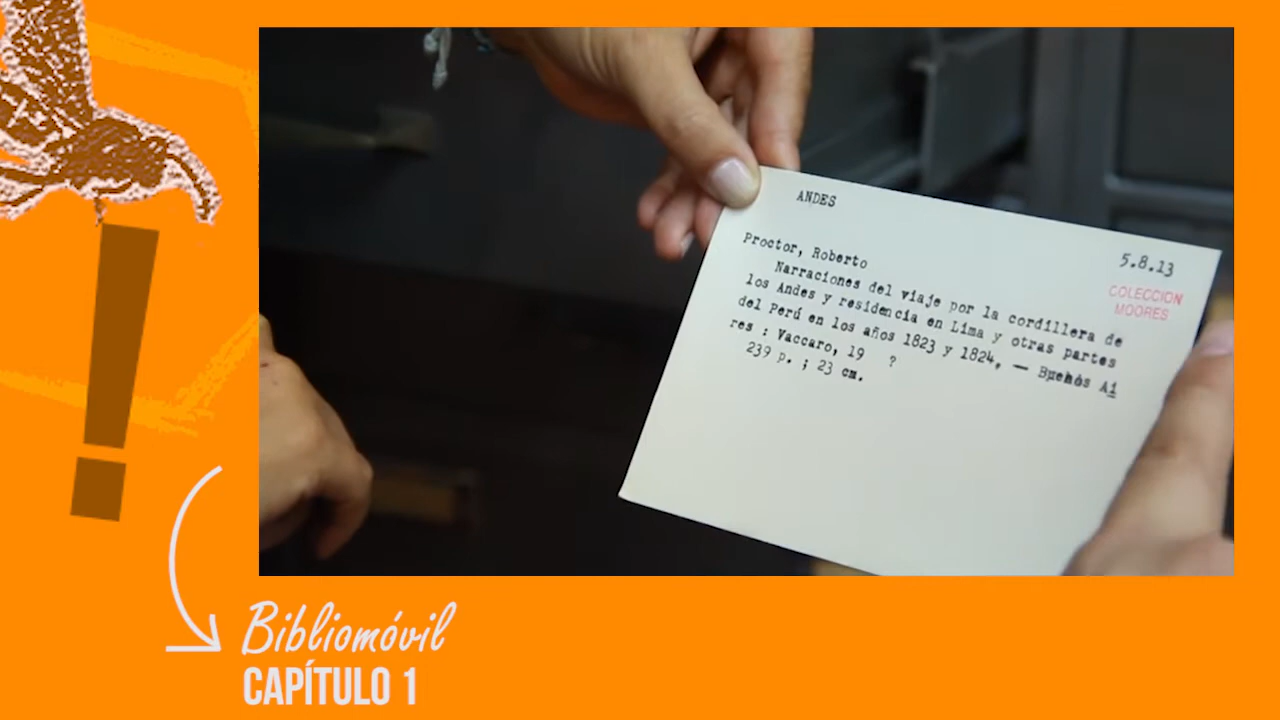 ANDES
5.8.13
COLECCION
MOORES
Proctor, Roberto
Narraciones del viaje por la cordillera de
los Andes y residencia en Lima y otras partes
del Perú en los años 1823 y 1824. — Buenos Ai
res : Vaccaro, 19 ?
239 p. ; 23 cm.
!
Bibliomóvil
CAPÍTULO 1